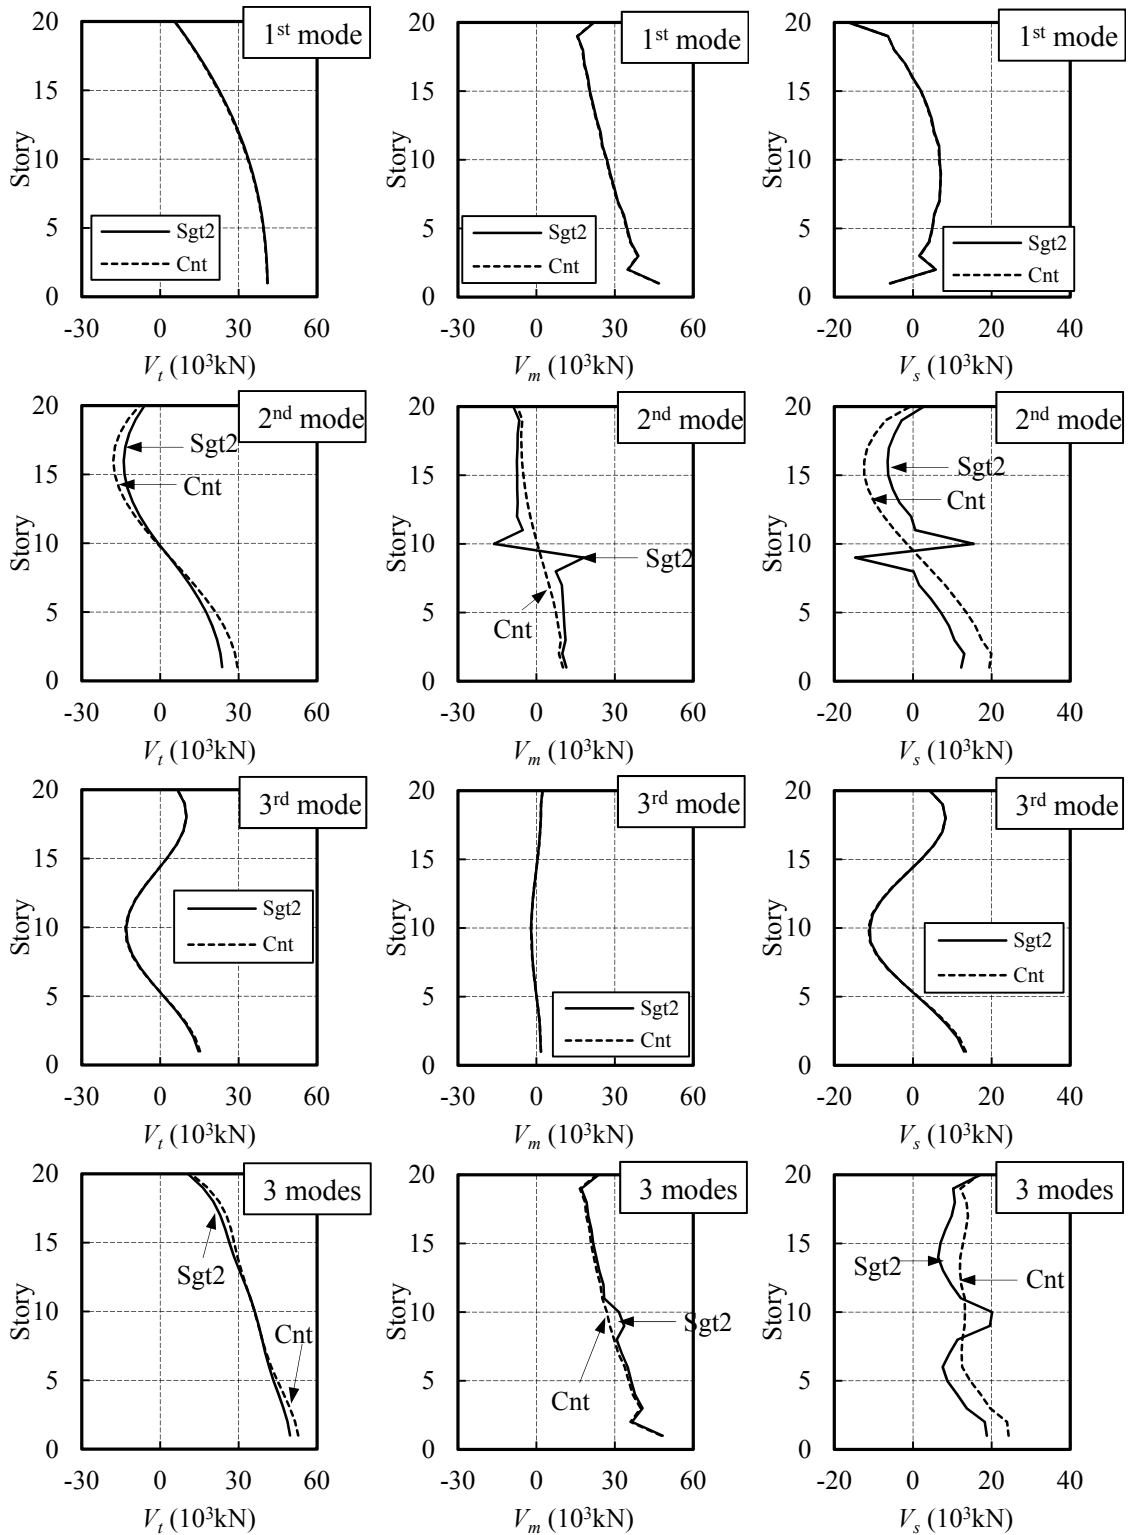 1st mode
20
15
10
5
0
Story
Sgt2
Cnt
-30 0 30 60
Vt (10³kN)
1st mode
20
15
10
5
0
Story
Sgt2
Cnt
-30 0 30 60
Vm (10³kN)
1st mode
20
15
10
5
0
Story
Sgt2
Cnt
-20 0 20 40
Vs (10³kN)
2nd mode
20
15
10
5
0
Story
Sgt2
Cnt
-30 0 30 60
Vt (10³kN)
2nd mode
20
15
10
5
0
Story
Sgt2
Cnt
-30 0 30 60
Vm (10³kN)
2nd mode
20
15
10
5
0
Story
Sgt2
Cnt
-20 0 20 40
Vs (10³kN)
3rd mode
20
15
10
5
0
Story
Sgt2
Cnt
-30 0 30 60
Vt (10³kN)
3rd mode
20
15
10
5
0
Story
Sgt2
Cnt
-30 0 30 60
Vm (10³kN)
3rd mode
20
15
10
5
0
Story
Sgt2
Cnt
-20 0 20 40
Vs (10³kN)
3 modes
20
15
10
5
0
Story
Sgt2
Cnt
-30 0 30 60
Vt (10³kN)
3 modes
20
15
10
5
0
Story
Sgt2
Cnt
-30 0 30 60
Vm (10³kN)
3 modes
20
15
10
5
0
Story
Sgt2
Cnt
-20 0 20 40
Vs (10³kN)